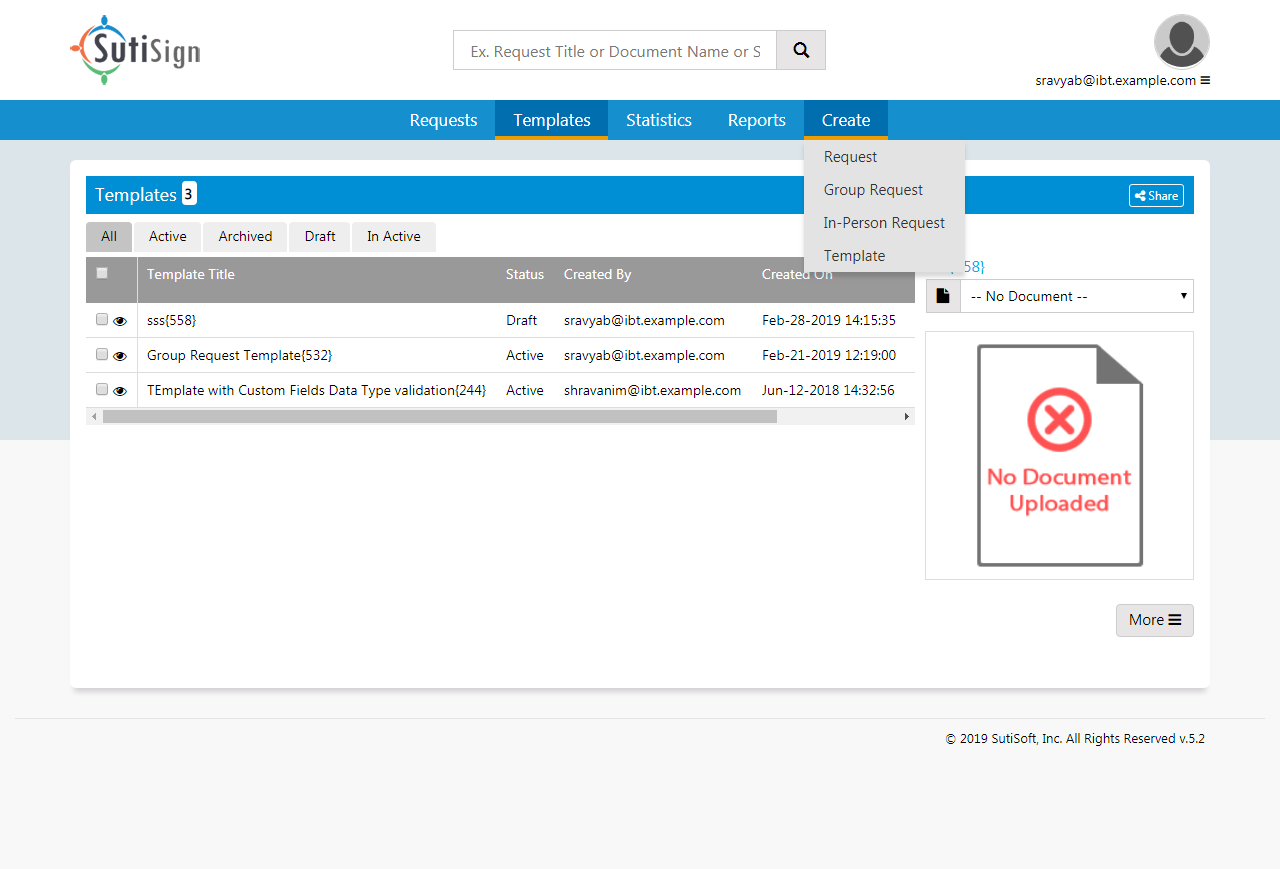 SutiSign
Ex. Request Title or Document Name or S
sravyab@ibt.example.com
Requests Templates Statistics Reports Create
Request
Group Request
In-Person Request
Template
Templates 3
Share
All Active Archived Draft In Active
58}
Template Title Status Created By Created On
-- No Document --
sss{558} Draft sravyab@ibt.example.com Feb-28-2019 14:15:35
Group Request Template{532} Active sravyab@ibt.example.com Feb-21-2019 12:19:00
TEmplate with Custom Fields Data Type validation{244} Active shravanim@ibt.example.com Jun-12-2018 14:32:56
No Document
Uploaded
More
© 2019 SutiSoft, Inc. All Rights Reserved v.5.2